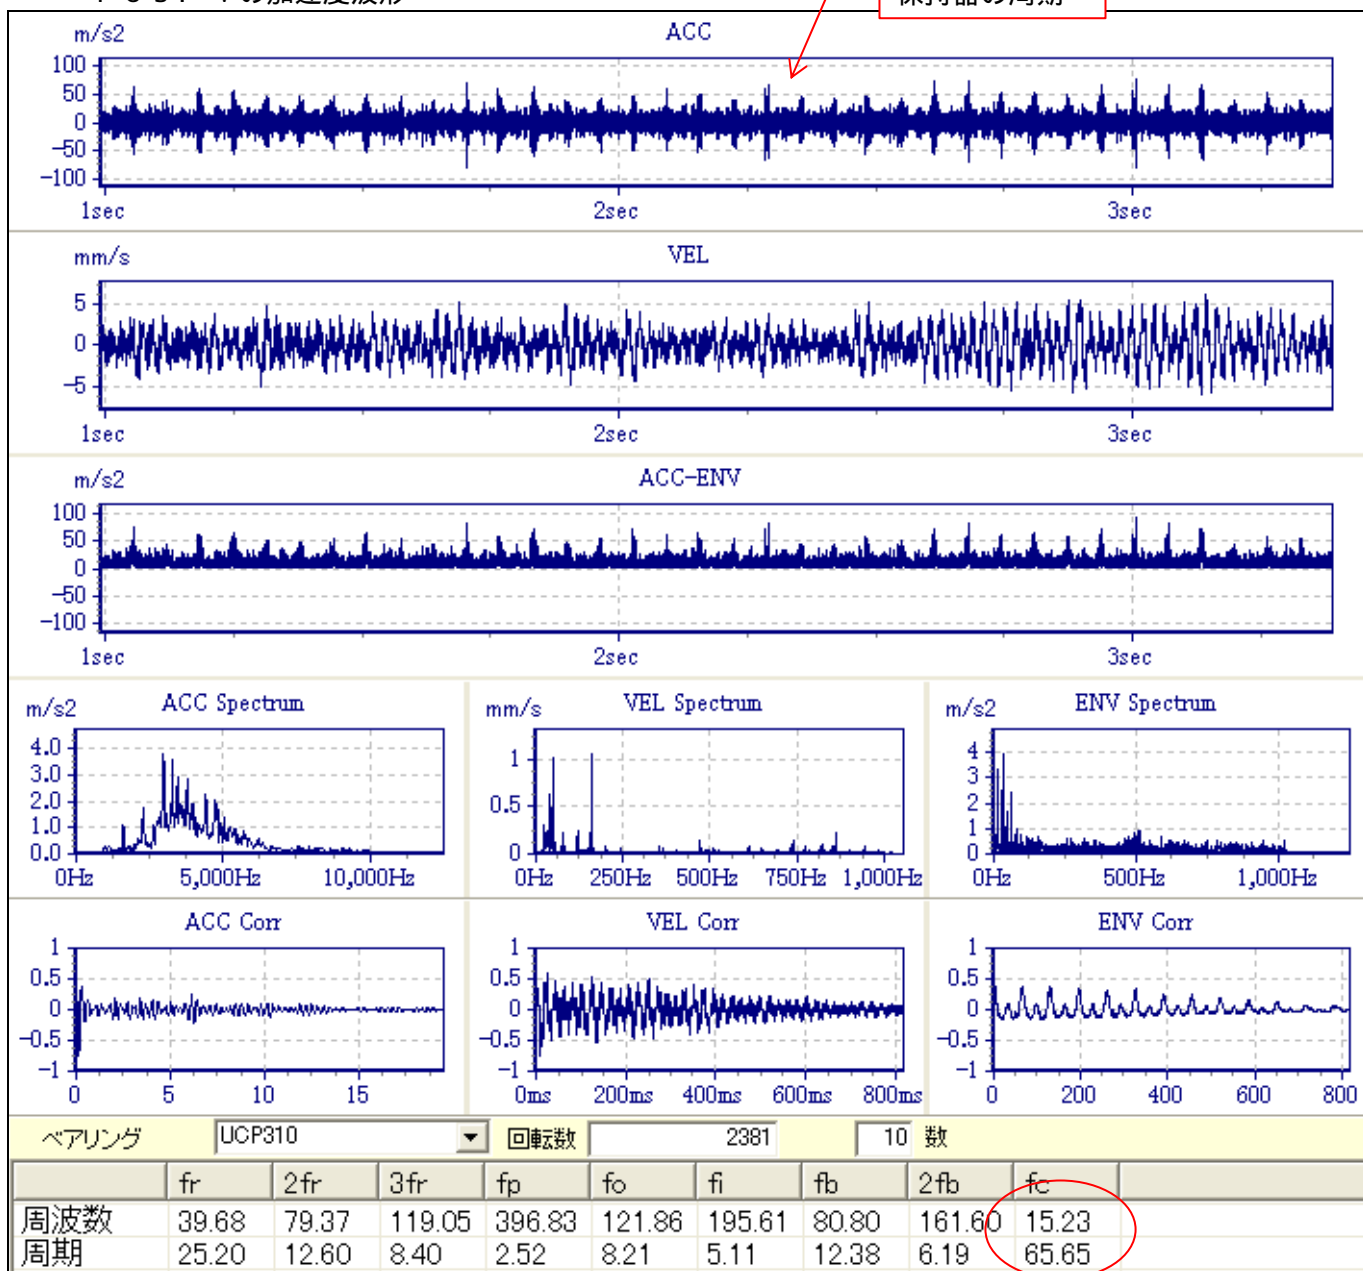 の加速度波形
保持器の周期
m/s2 ACC
100
50
0
-50
-100
1sec 2sec 3sec
mm/s VEL
5
0
-5
1sec 2sec 3sec
m/s2 ACC-ENV
100
50
0
-50
-100
1sec 2sec 3sec
m/s2 ACC Spectrum
4.0
3.0
2.0
1.0
0.0
0Hz 5,000Hz 10,000Hz
mm/s VEL Spectrum
1
0.5
0
0Hz 250Hz 500Hz 750Hz 1,000Hz
m/s2 ENV Spectrum
4
3
2
1
0
0Hz 500Hz 1,000Hz
ACC Corr
1
0.5
0
-0.5
-1
0 5 10 15
VEL Corr
1
0.5
0
-0.5
-1
0ms 200ms 400ms 600ms 800ms
ENV Corr
1
0.5
0
-0.5
-1
0 200 400 600 800
ベアリング UCP310 回転数 2381 10 数
fr 2fr 3fr fp fo fi fb 2fb fc
周波数 39.68 79.37 119.05 396.83 121.86 195.61 80.80 161.60 15.23
周期 25.20 12.60 8.40 2.52 8.21 5.11 12.38 6.19 65.65